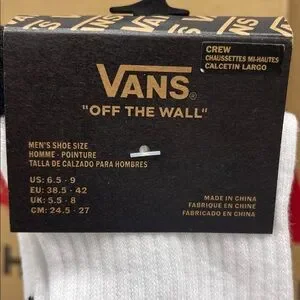 CREW
CHAUSSETTES MI-HAUTES
CALCETIN LARGO
VANS
"OFF THE WALL"
MEN'S SHOE SIZE
HOMME - POINTURE
TALLA DE CALZADO PARA HOMBRES
US: 6.5 - 9
EU: 38.5 - 42
UK: 5.5 - 8
CM: 24.5 - 27
MADE IN CHINA
FABRIQUE EN CHINE
FABRICADO EN CHINA